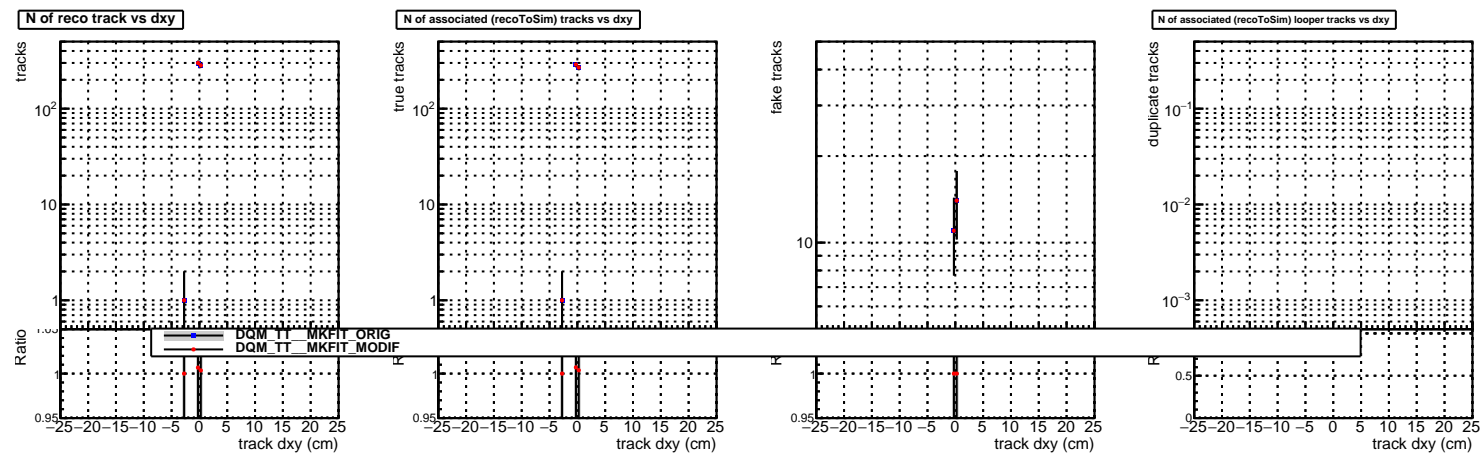 N of reco track vs dxy
tracks
10²
10
1
Ratio
1.05
1
0.95
−25 −20 −15 −10 −5 0 5 10 15 20 25
track dxy (cm)
N of associated (recoToSim) tracks vs dxy
true tracks
10²
10
1
1
0.95
−25 −20 −15 −10 −5 0 5 10 15 20 25
track dxy (cm)
fake tracks
10
1
0.95
−25 −20 −15 −10 −5 0 5 10 15 20 25
track dxy (cm)
N of associated (recoToSim) looper tracks vs dxy
duplicate tracks
10⁻¹
10⁻²
10⁻³
0.5
0
−25 −20 −15 −10 −5 0 5 10 15 20 25
track dxy (cm)
DQM_TT__MKFIT_ORIG
DQM_TT__MKFIT_MODIF